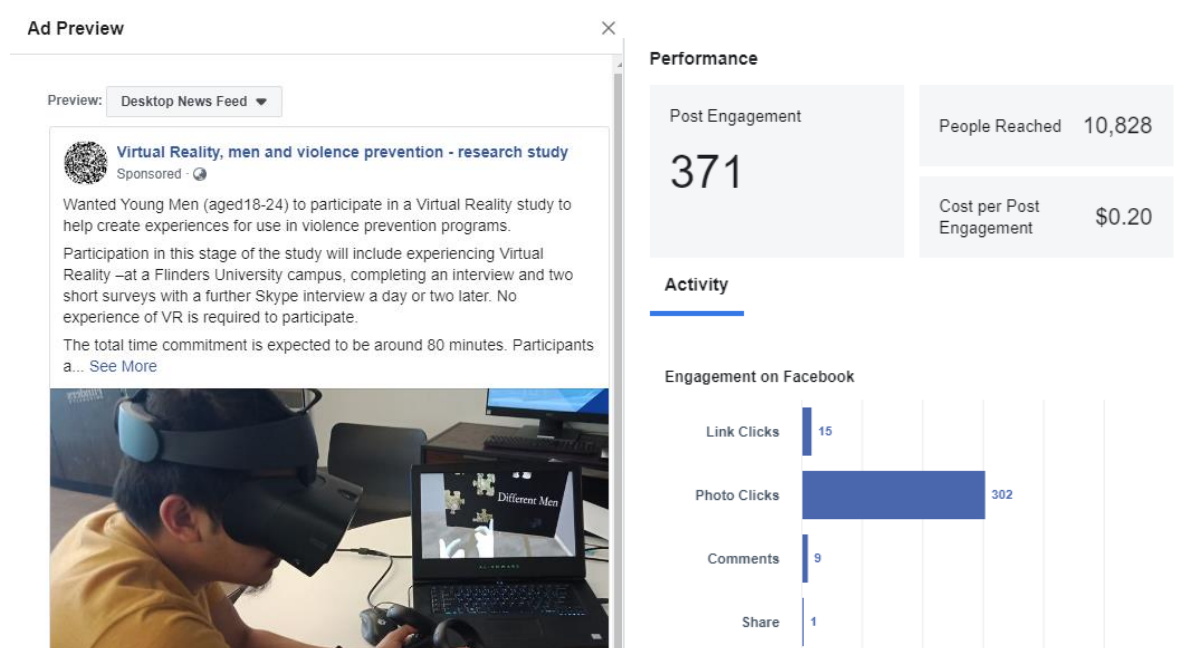 Ad Preview
Preview: Desktop News Feed
Virtual Reality, men and violence prevention - research study
Sponsored ·
Wanted Young Men (aged18-24) to participate in a Virtual Reality study to
help create experiences for use in violence prevention programs.
Participation in this stage of the study will include experiencing Virtual
Reality –at a Flinders University campus, completing an interview and two
short surveys with a further Skype interview a day or two later. No
experience of VR is required to participate.
The total time commitment is expected to be around 80 minutes. Participants
a... See More
Different Men
ALIENWARE
Performance
Post Engagement
371
People Reached 10,828
Cost per Post
Engagement $0.20
Activity
Engagement on Facebook
Link Clicks 15
Photo Clicks 302
Comments 9
Share 1